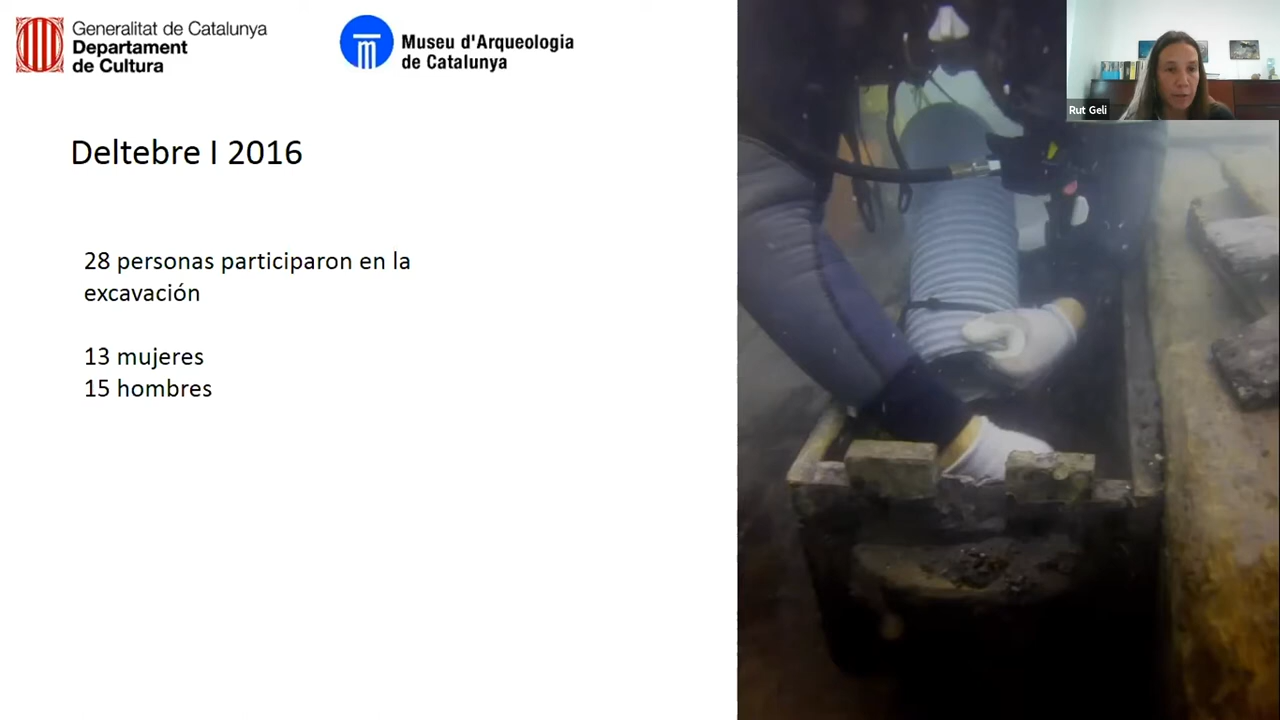 Generalitat de Catalunya
Departament
de Cultura
Museu d'Arqueologia
de Catalunya
Rut Geli
Deltebre I 2016
28 personas participaron en la
excavación
13 mujeres
15 hombres